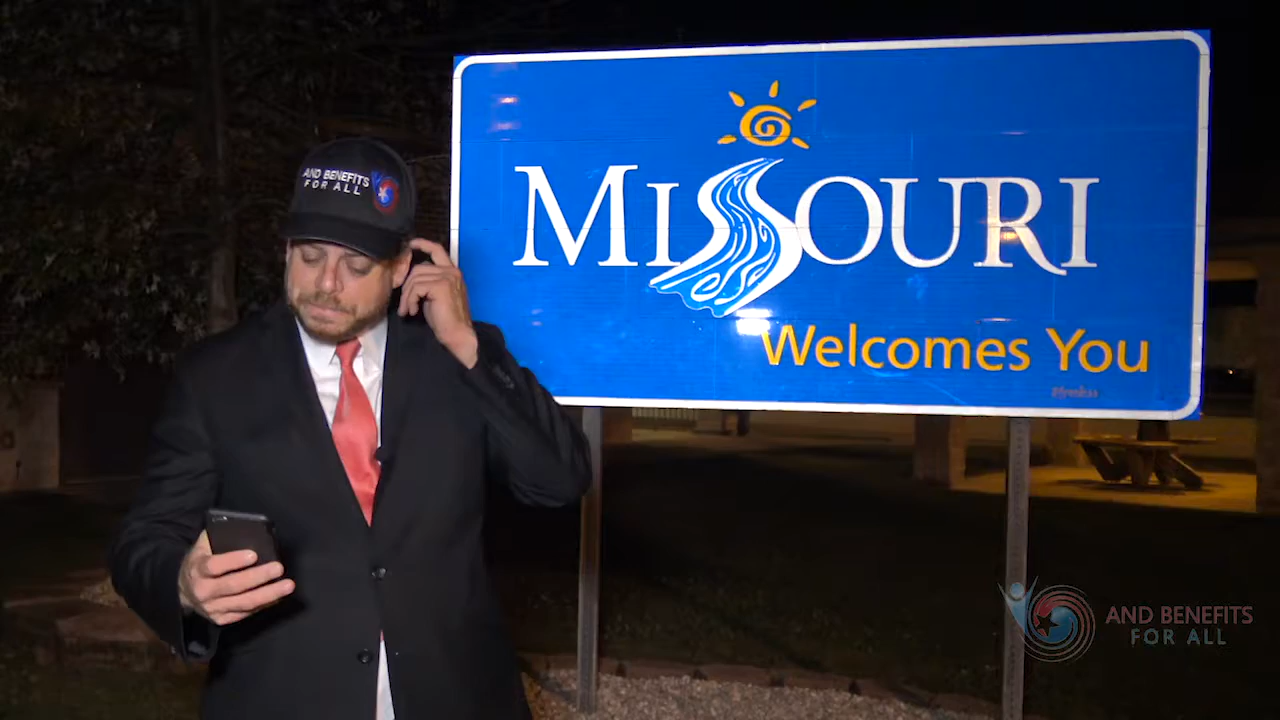 AND BENEFITS
FOR ALL
MISSOURI
Welcomes You
AND BENEFITS
FOR ALL